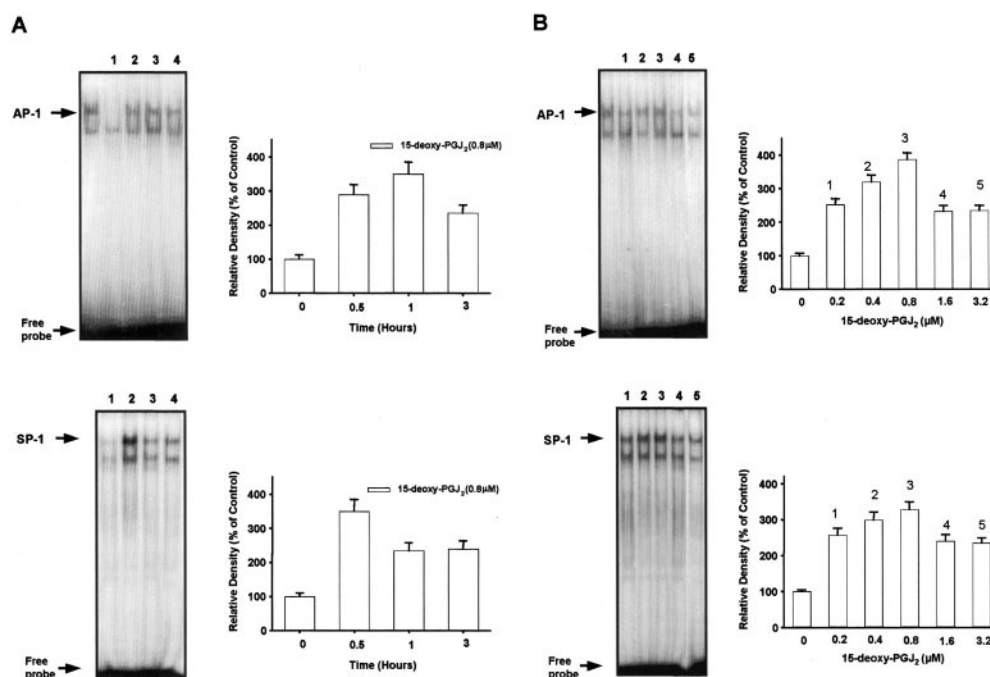 A
1 2 3 4
AP-1
Free
probe
15-deoxy-PGJ2(0.8μM)
Relative Density (% of Control)
400
300
200
100
0
0 0.5 1 3
Time (Hours)
1 2 3 4
SP-1
Free
probe
15-deoxy-PGJ2(0.8μM)
Relative Density (% of Control)
400
300
200
100
0
0 0.5 1 3
Time (Hours)
B
1 2 3 4 5
AP-1
Free
probe
Relative Density (% of Control)
400
300
200
100
0
1 2 3 4 5
0 0.2 0.4 0.8 1.6 3.2
15-deoxy-PGJ2 (μM)
1 2 3 4 5
SP-1
Free
probe
Relative Density (% of Control)
400
300
200
100
0
1 2 3 4 5
0 0.2 0.4 0.8 1.6 3.2
15-deoxy-PGJ2 (μM)